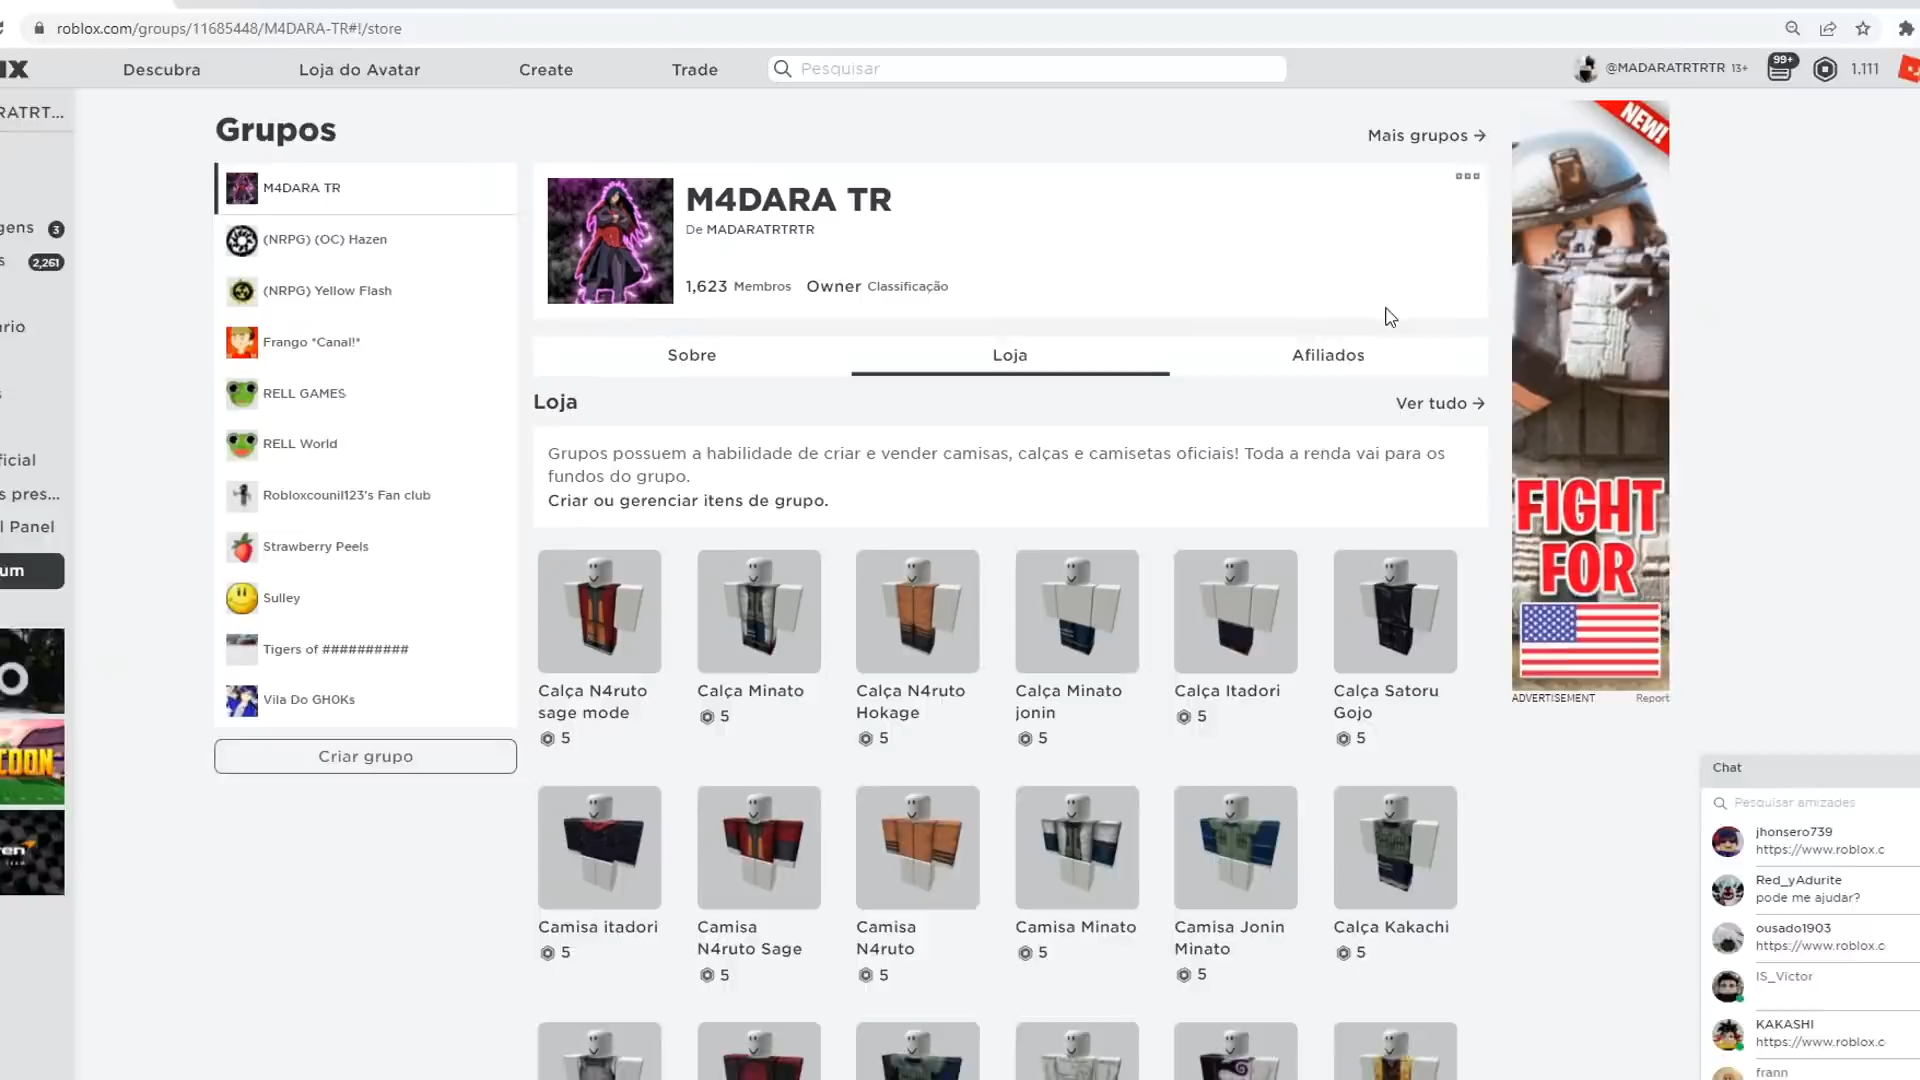 roblox.com/groups/11685448/M4DARA-TR#!/store
Descubra
Loja do Avatar
Create
Trade
Pesquisar
@MADARATRTRTR 13+
99+
1.111
RATRT...
gens 3
s 2,261
ário
s
ficial
s pres...
l Panel
um
O
COON
Grupos
Mais grupos →
M4DARA TR
(NRPG) (OC) Hazen
(NRPG) Yellow Flash
Frango *Canal!*
RELL GAMES
RELL World
Robloxcounil123's Fan club
Strawberry Peels
Sulley
Tigers of ##########
Vila Do GH0Ks
Criar grupo
M4DARA TR
De MADARATRTRTR
1,623 Membros Owner Classificação
Sobre
Loja
Afiliados
Loja
Ver tudo →
Grupos possuem a habilidade de criar e vender camisas, calças e camisetas oficiais! Toda a renda vai para os
fundos do grupo.
Criar ou gerenciar itens de grupo.
Calça N4ruto
sage mode
5
Calça Minato
5
Calça N4ruto
Hokage
5
Calça Minato
jonin
5
Calça Itadori
5
Calça Satoru
Gojo
5
Camisa itadori
5
Camisa
N4ruto Sage
5
Camisa
N4ruto
5
Camisa Minato
5
Camisa Jonin
Minato
5
Calça Kakachi
5
NEW!
FIGHT
FOR
ADVERTISEMENT
Report
Chat
Pesquisar amizades
jhonsero739
https://www.roblox.c
Red_yAdurite
pode me ajudar?
ousado1903
https://www.roblox.c
IS_Victor
KAKASHI
https://www.roblox.c
frann